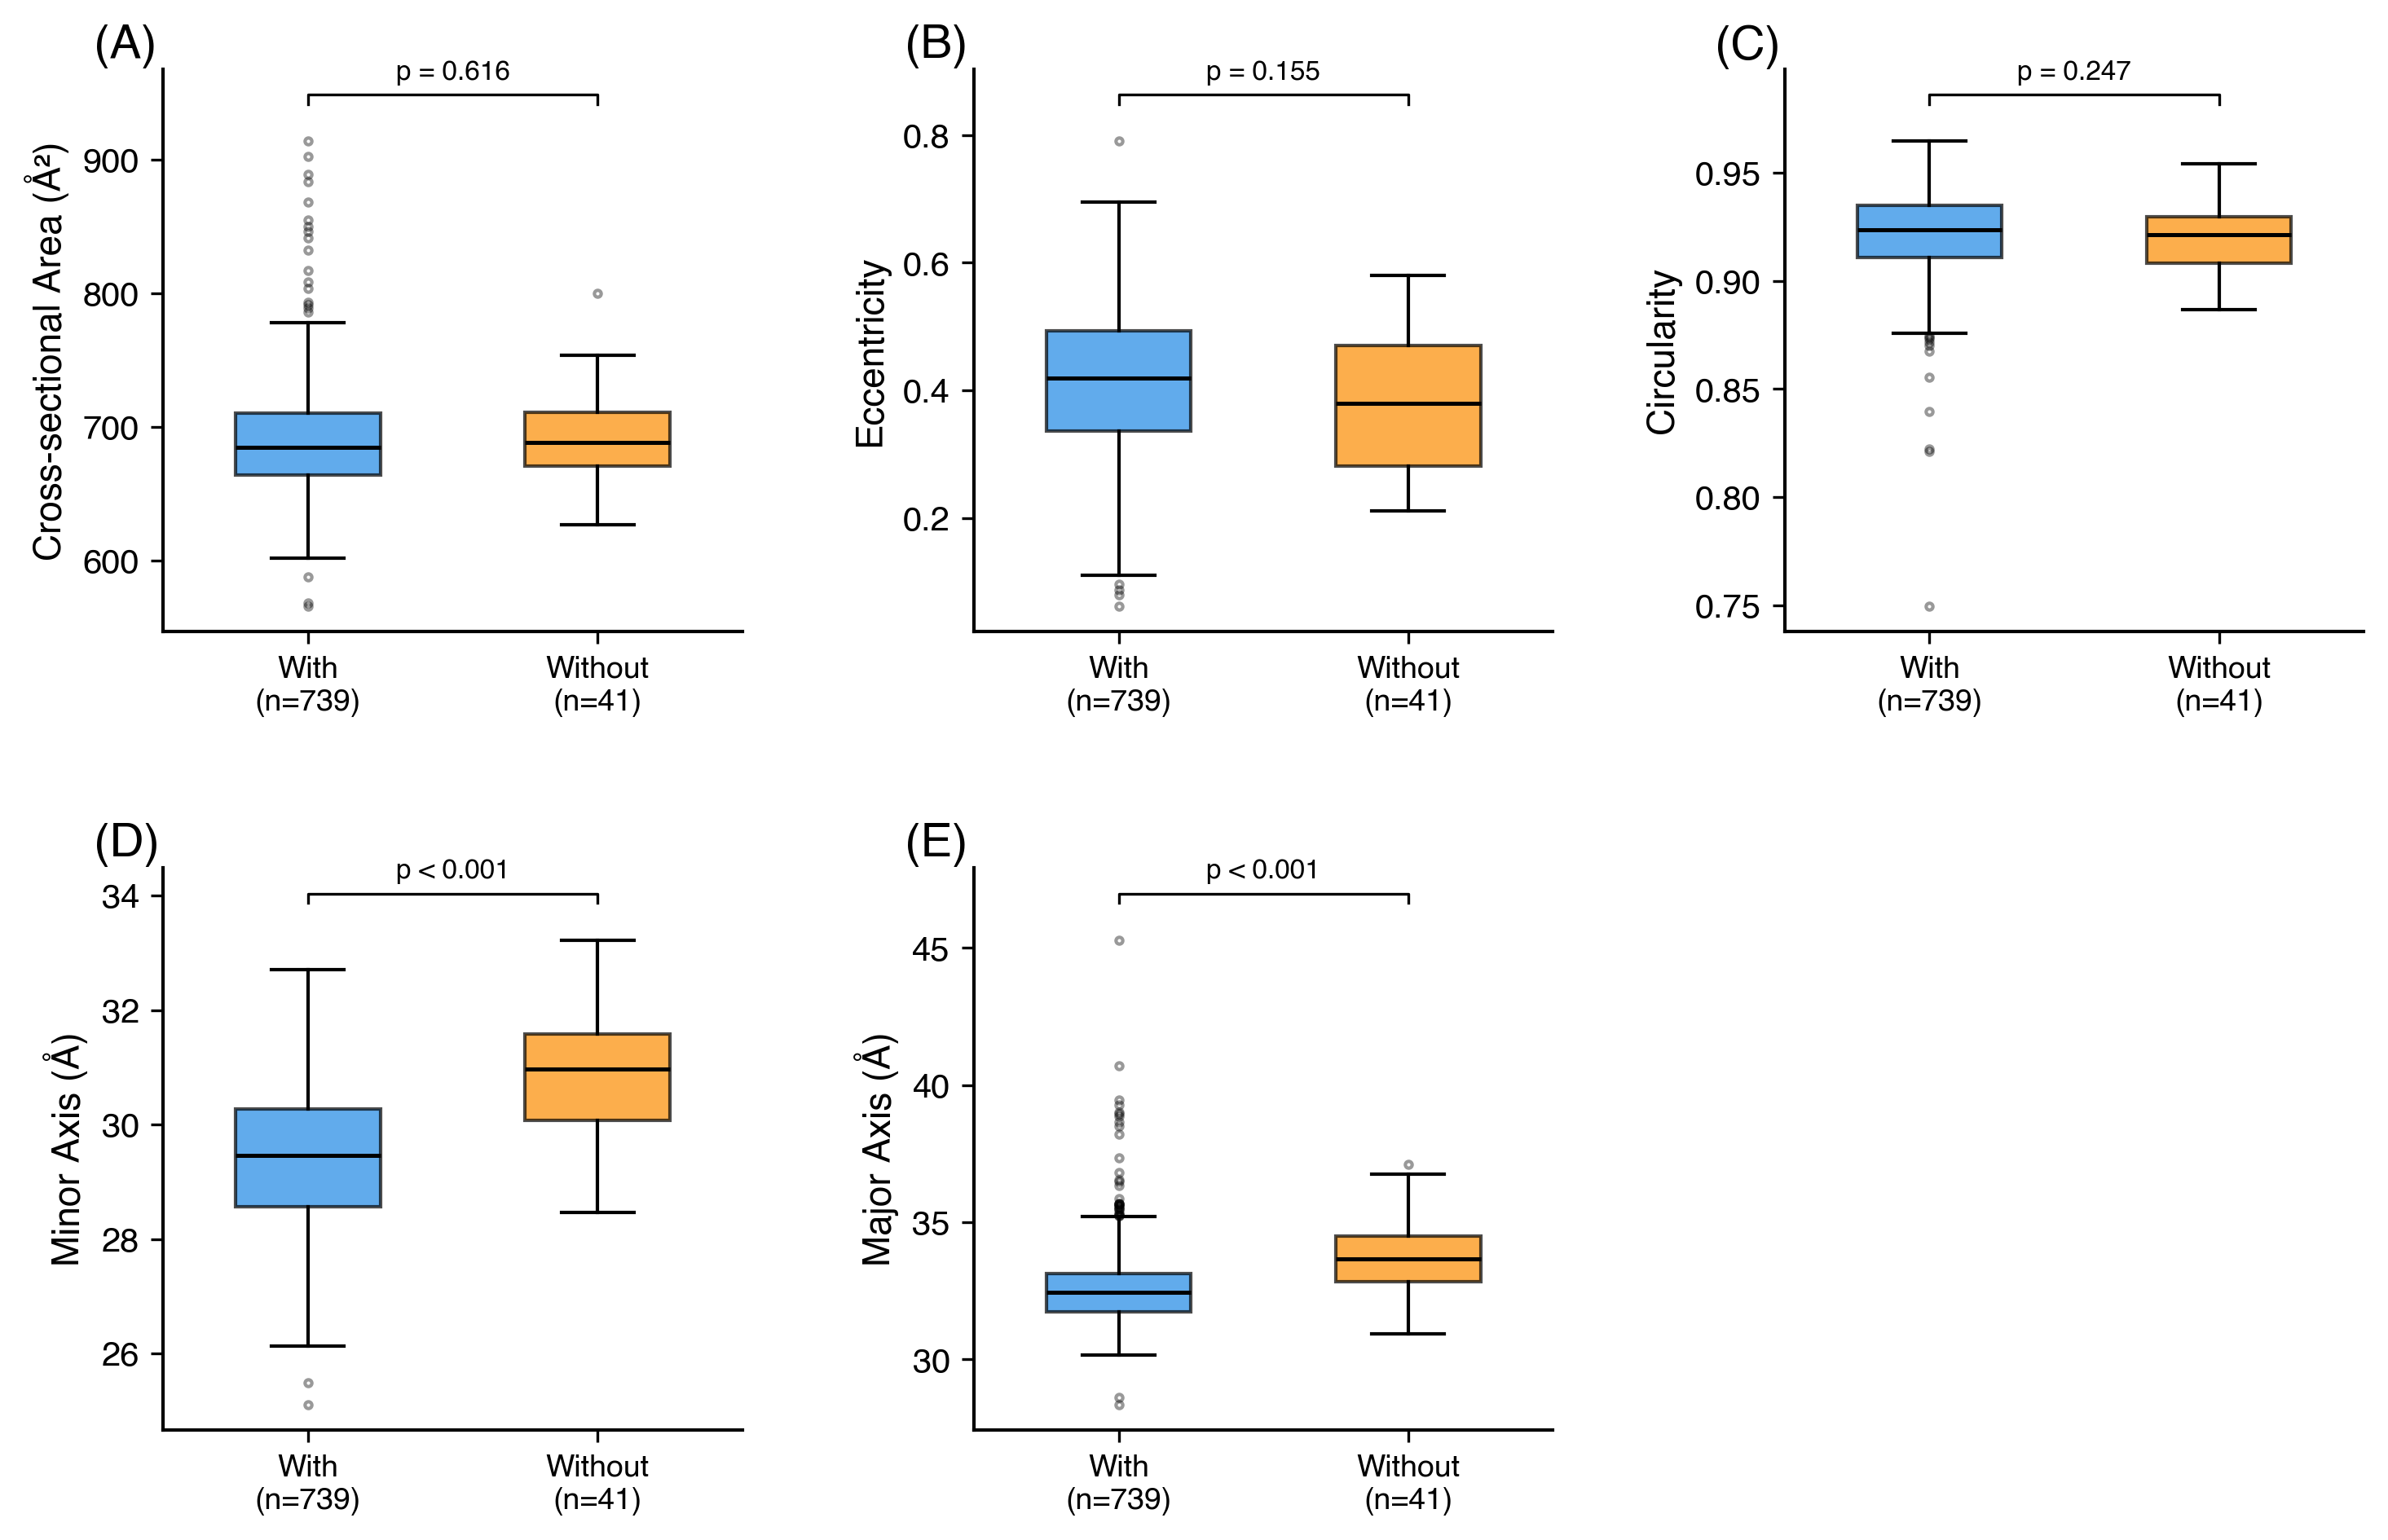 (A)
p = 0.616
Cross-sectional Area (Å²)
900
800
700
600
With
(n=739)
Without
(n=41)
(B)
p = 0.155
Eccentricity
0.8
0.6
0.4
0.2
With
(n=739)
Without
(n=41)
(C)
p = 0.247
Circularity
0.95
0.90
0.85
0.80
0.75
With
(n=739)
Without
(n=41)
(D)
p < 0.001
Minor Axis (Å)
34
32
30
28
26
With
(n=739)
Without
(n=41)
(E)
p < 0.001
Major Axis (Å)
45
40
35
30
With
(n=739)
Without
(n=41)